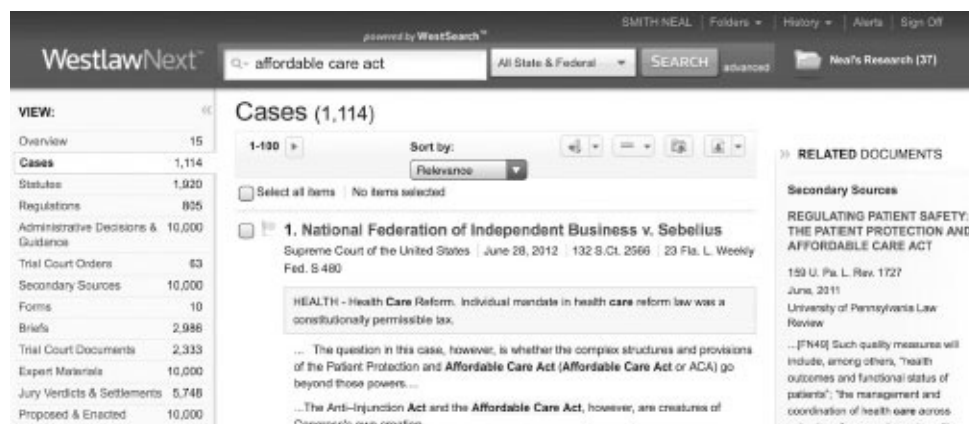 SMITH NEAL | Folders | History | Alerts | Sign Off
powered by WestSearch™
WestlawNext™
affordable care act
All State & Federal
SEARCH
advanced
Neal's Research (37)
VIEW:
Overview 15
Cases 1,114
Statutes 1,920
Regulations 805
Administrative Decisions & Guidance 10,000
Trial Court Orders 63
Secondary Sources 10,000
Forms 10
Briefs 2,986
Trial Court Documents 2,333
Expert Materials 10,000
Jury Verdicts & Settlements 5,748
Proposed & Enacted 10,000
Cases (1,114)
1-100
Sort by:
Relevance
Select all items | No items selected
1. National Federation of Independent Business v. Sebelius
Supreme Court of the United States | June 28, 2012 | 132 S.Ct. 2566 | 23 Fla. L. Weekly
Fed. S 480
HEALTH - Health Care Reform. Individual mandate in health care reform law was a
constitutionally permissible tax.
... The question in this case, however, is whether the complex structures and provisions
of the Patient Protection and Affordable Care Act (Affordable Care Act or ACA) go
beyond those powers....
...The Anti–Injunction Act and the Affordable Care Act, however, are creatures of
Congress's own creation
RELATED DOCUMENTS
Secondary Sources
REGULATING PATIENT SAFETY:
THE PATIENT PROTECTION AND
AFFORDABLE CARE ACT
159 U. Pa. L. Rev. 1727
June, 2011
University of Pennsylvania Law
Review
...[FN40] Such quality measures will
include, among others, "health
outcomes and functional status of
patients"; "the management and
coordination of health care across